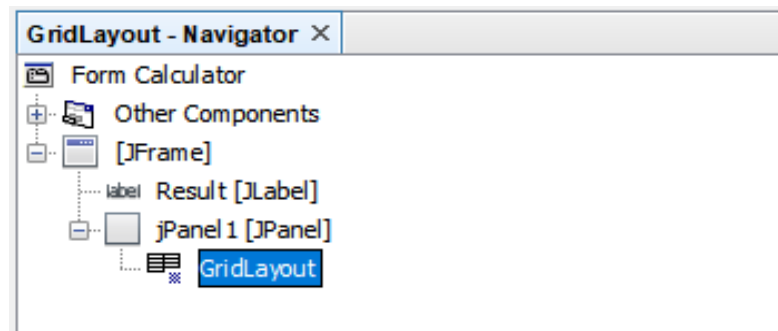 GridLayout - Navigator ×
Form Calculator
Other Components
[JFrame]
label Result [JLabel]
jPanel1 [JPanel]
GridLayout